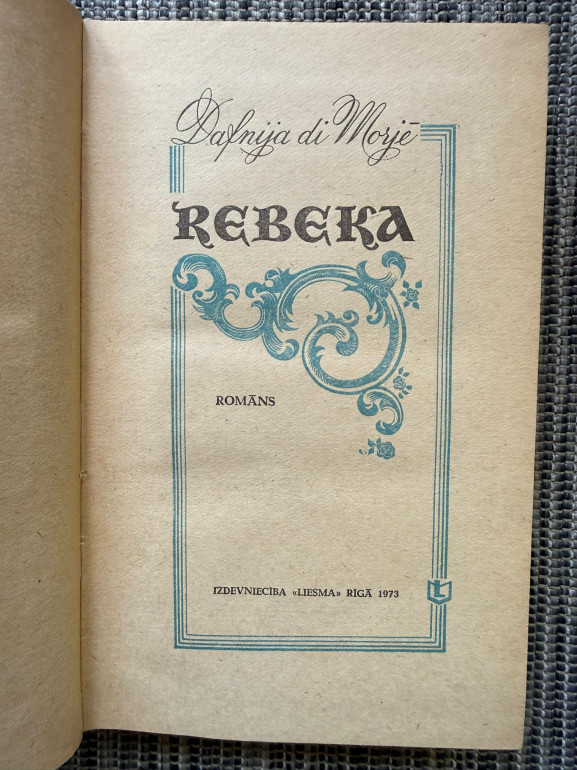 Dafnija di Morjē
REBEKA
ROMĀNS
IZDEVNIECĪBA «LIESMA» RĪGĀ 1973
L